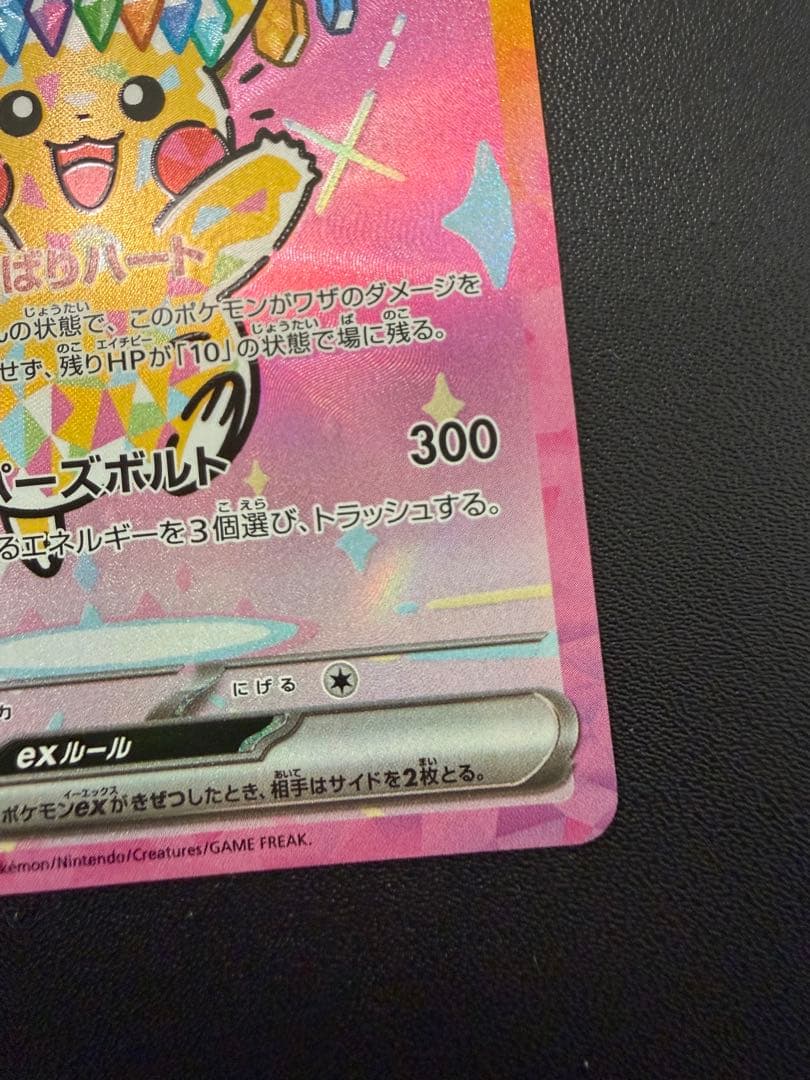 ばりハート
んの状態で、このポケモンがワザのダメージを
せず、残りHPが「10」の状態で場に残る。
パーズボルト
300
るエネルギーを3個選び、トラッシュする。
力
にげる
exルール
ポケモンexがきぜつしたとき、相手はサイドを2枚とる。
kémon/Nintendo/Creatures/GAME FREAK.